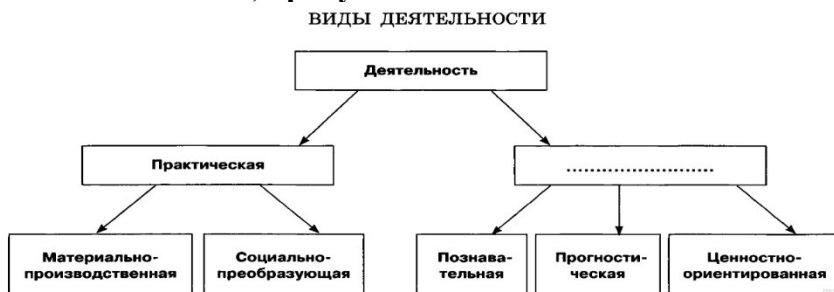 ВИДЫ ДЕЯТЕЛЬНОСТИ
Деятельность
Практическая
..........................
Материально-
производственная
Социально-
преобразующая
Познава-
тельная
Прогности-
ческая
Ценностно-
ориентированная